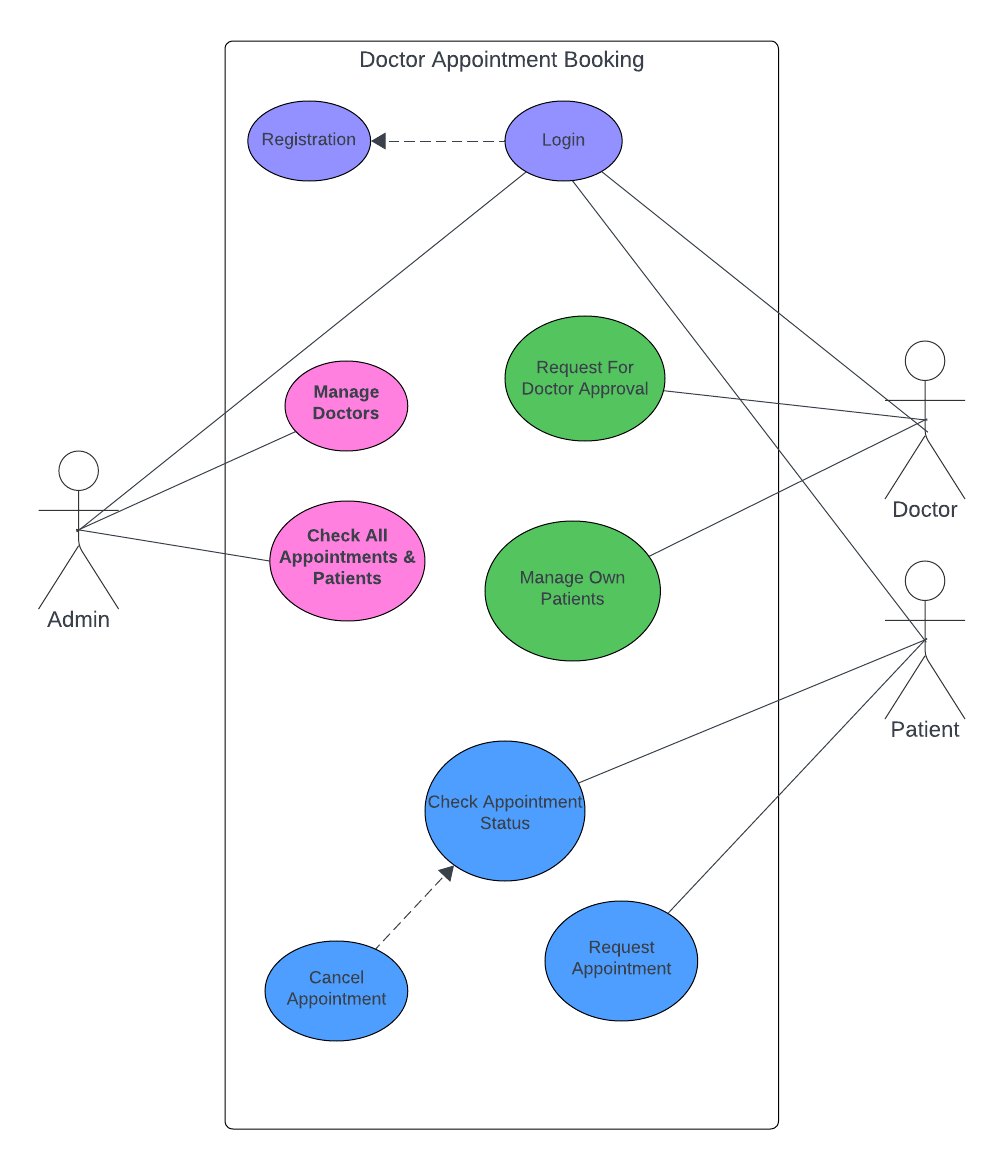 Doctor Appointment Booking
Registration
Login
Request For
Doctor Approval
Manage
Doctors
Doctor
Check All
Appointments &
Patients
Manage Own
Patients
Admin
Patient
Check Appointment
Status
Request
Appointment
Cancel
Appointment